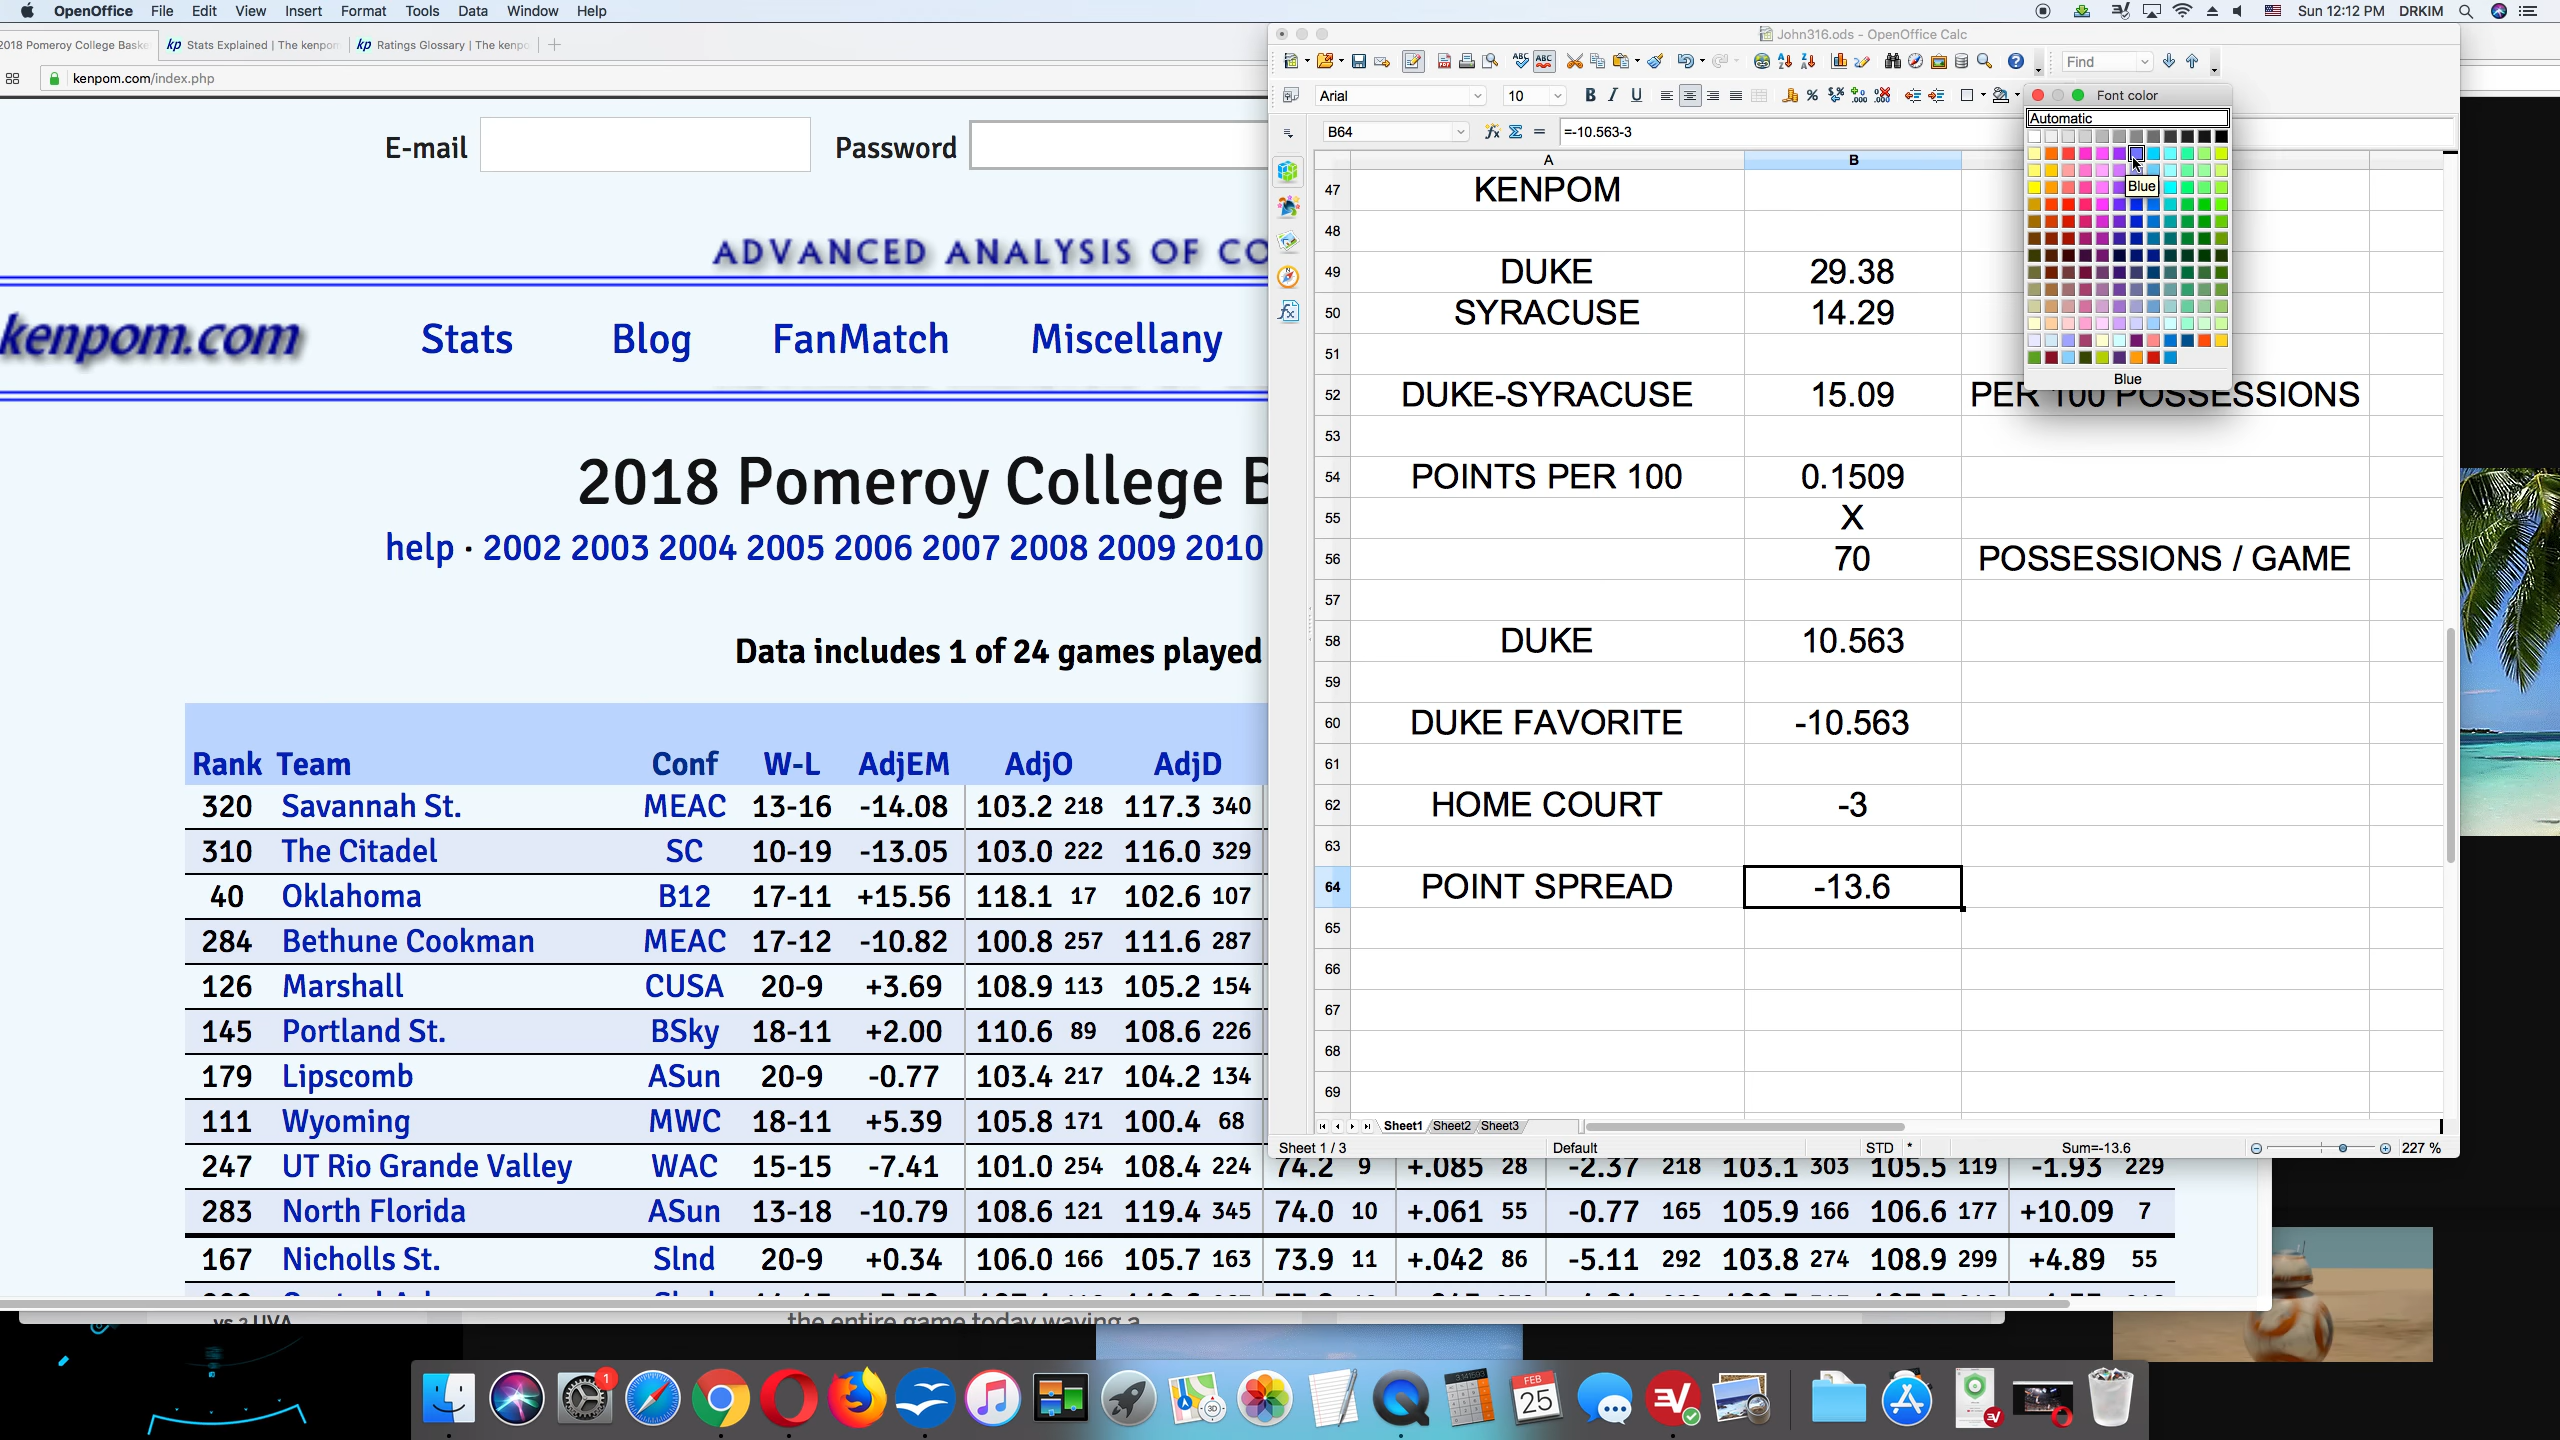 OpenOffice File Edit View Insert Format Tools Data Window Help
Sun 12:12 PM DRKIM
2018 Pomeroy College Baske
kp Stats Explained | The kenpom
kp Ratings Glossary | The kenpo
kenpom.com/index.php
E-mail
Password
ADVANCED ANALYSIS OF CO
kenpom.com
Stats Blog FanMatch Miscellany
2018 Pomeroy College B
help · 2002 2003 2004 2005 2006 2007 2008 2009 2010
Data includes 1 of 24 games played
Rank Team Conf W-L AdjEM AdjO AdjD
320 Savannah St. MEAC 13-16 -14.08 103.2 218 117.3 340
310 The Citadel SC 10-19 -13.05 103.0 222 116.0 329
40 Oklahoma B12 17-11 +15.56 118.1 17 102.6 107
284 Bethune Cookman MEAC 17-12 -10.82 100.8 257 111.6 287
126 Marshall CUSA 20-9 +3.69 108.9 113 105.2 154
145 Portland St. BSky 18-11 +2.00 110.6 89 108.6 226
179 Lipscomb ASun 20-9 -0.77 103.4 217 104.2 134
111 Wyoming MWC 18-11 +5.39 105.8 171 100.4 68
247 UT Rio Grande Valley WAC 15-15 -7.41 101.0 254 108.4 224 74.2 9 +.085 28 -2.37 218 103.1 303 105.5 119 -1.93 229
283 North Florida ASun 13-18 -10.79 108.6 121 119.4 345 74.0 10 +.061 55 -0.77 165 105.9 166 106.6 177 +10.09 7
167 Nicholls St. Slnd 20-9 +0.34 106.0 166 105.7 163 73.9 11 +.042 86 -5.11 292 103.8 274 108.9 299 +4.89 55
vs 2 UVA
the entire game today waving a
John316.ods - OpenOffice Calc
Find
Arial 10
Font color
Automatic
Blue
Blue
B64 =-10.563-3
A B
47 KENPOM
48
49 DUKE 29.38
50 SYRACUSE 14.29
51
52 DUKE-SYRACUSE 15.09 PER 100 POSSESSIONS
53
54 POINTS PER 100 0.1509
55 X
56 70 POSSESSIONS / GAME
57
58 DUKE 10.563
59
60 DUKE FAVORITE -10.563
61
62 HOME COURT -3
63
64 POINT SPREAD -13.6
65
66
67
68
69
Sheet1 Sheet2 Sheet3
Sheet 1 / 3 Default STD * Sum=-13.6 227 %
1
FEB
25
3D